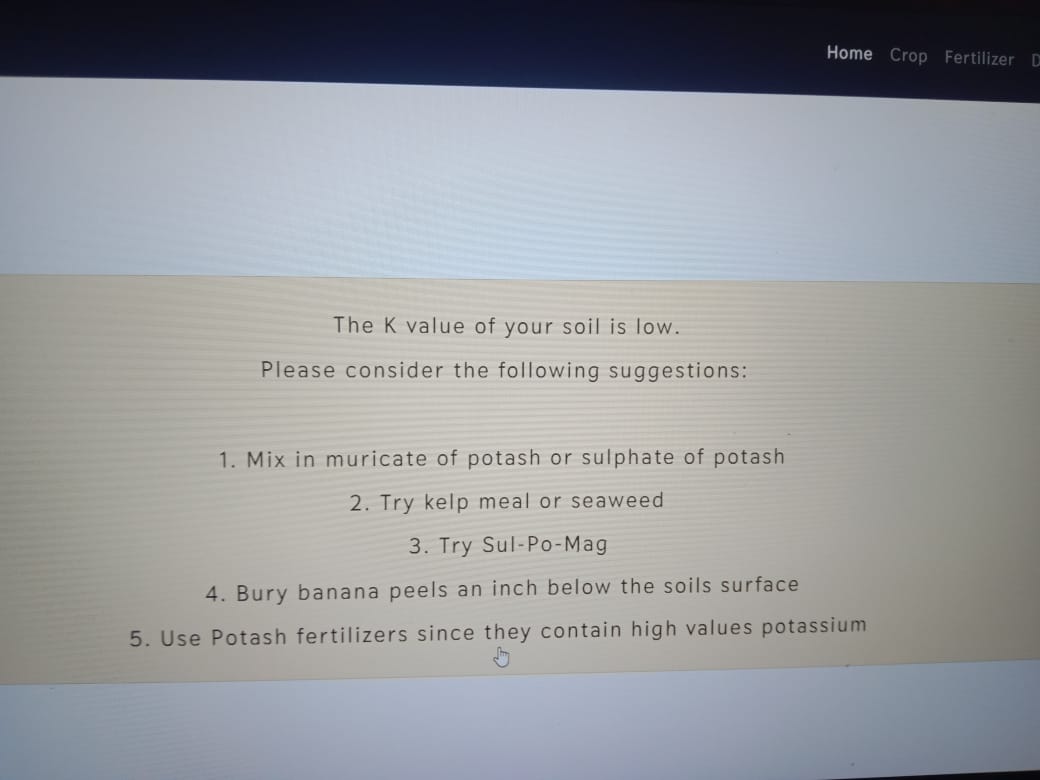 Home Crop Fertilizer
The K value of your soil is low.
Please consider the following suggestions:
1. Mix in muricate of potash or sulphate of potash
2. Try kelp meal or seaweed
3. Try Sul-Po-Mag
4. Bury banana peels an inch below the soils surface
5. Use Potash fertilizers since they contain high values potassium